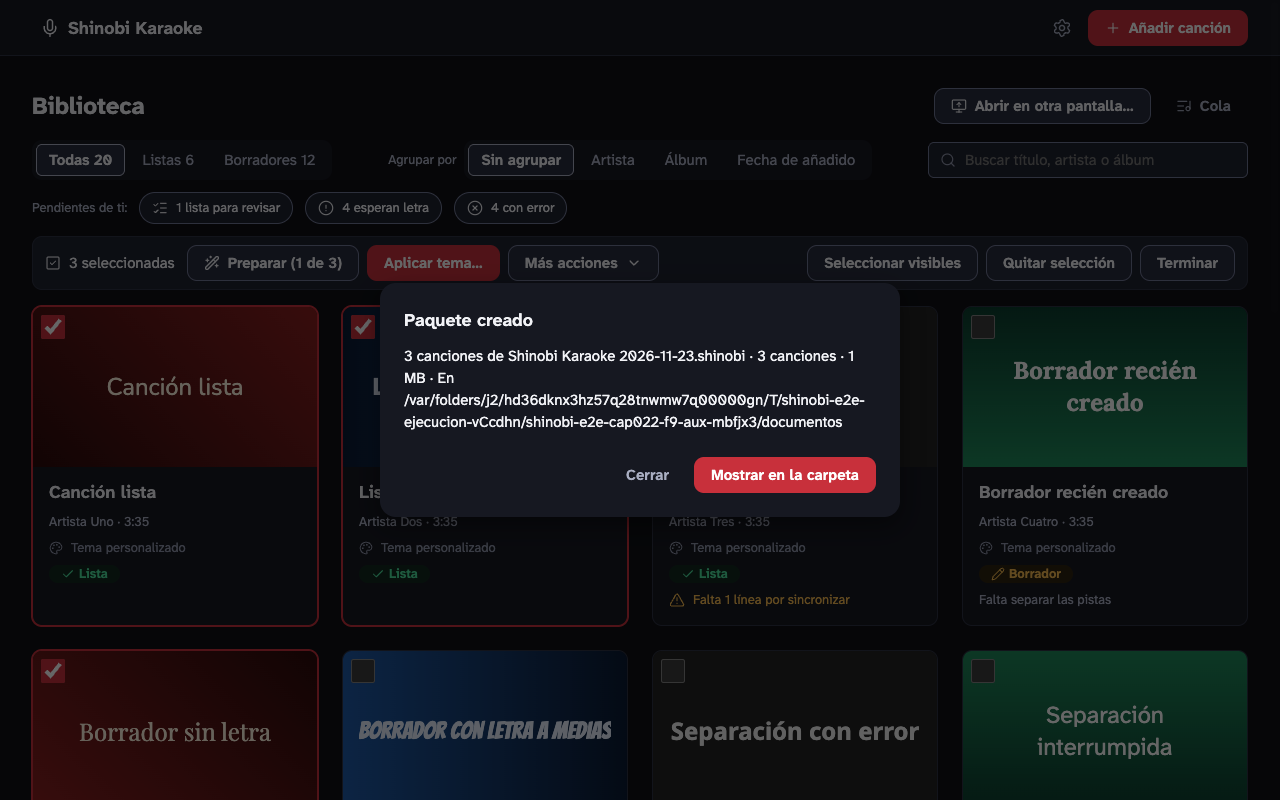 Shinobi Karaoke
Añadir canción
Biblioteca
Abrir en otra pantalla...
Cola
Todas 20
Listas 6
Borradores 12
Agrupar por
Sin agrupar
Artista
Álbum
Fecha de añadido
Buscar título, artista o álbum
Pendientes de ti:
1 lista para revisar
4 esperan letra
4 con error
3 seleccionadas
Preparar (1 de 3)
Aplicar tema...
Más acciones
Seleccionar visibles
Quitar selección
Terminar
Paquete creado
3 canciones de Shinobi Karaoke 2026-11-23.shinobi · 3 canciones · 1
MB · En
/var/folders/j2/hd36dknx3hz57q28tnwmw7q00000gn/T/shinobi-e2e-
ejecucion-vCcdhn/shinobi-e2e-cap022-f9-aux-mbfjx3/documentos
Cerrar
Mostrar en la carpeta
Canción lista
Borrador recién
creado
Canción lista
Artista Uno · 3:35
Tema personalizado
Lista
Artista Dos · 3:35
Tema personalizado
Lista
Artista Tres · 3:35
Tema personalizado
Lista
Falta 1 línea por sincronizar
Borrador recién creado
Artista Cuatro · 3:35
Tema personalizado
Borrador
Falta separar las pistas
Borrador sin letra
BORRADOR CON LETRA A MEDIAS
Separación con error
Separación
interrumpida